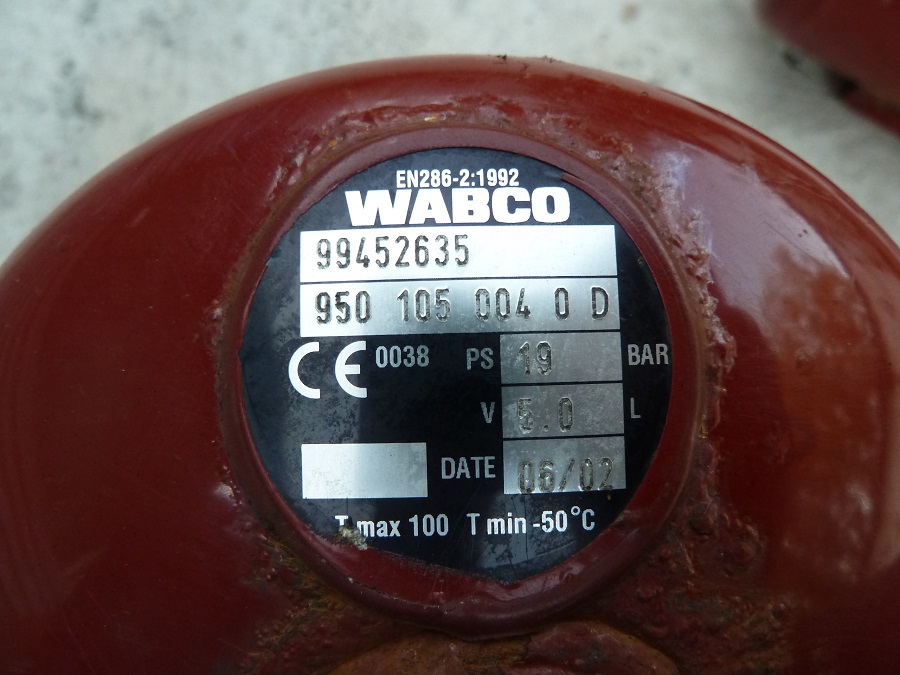 EN286-2:1992
WABCO
99452635
950 105 004 0 D
CE 0038 PS 19 BAR
V 5.0 L
DATE 06/02
T max 100 T min -50°C